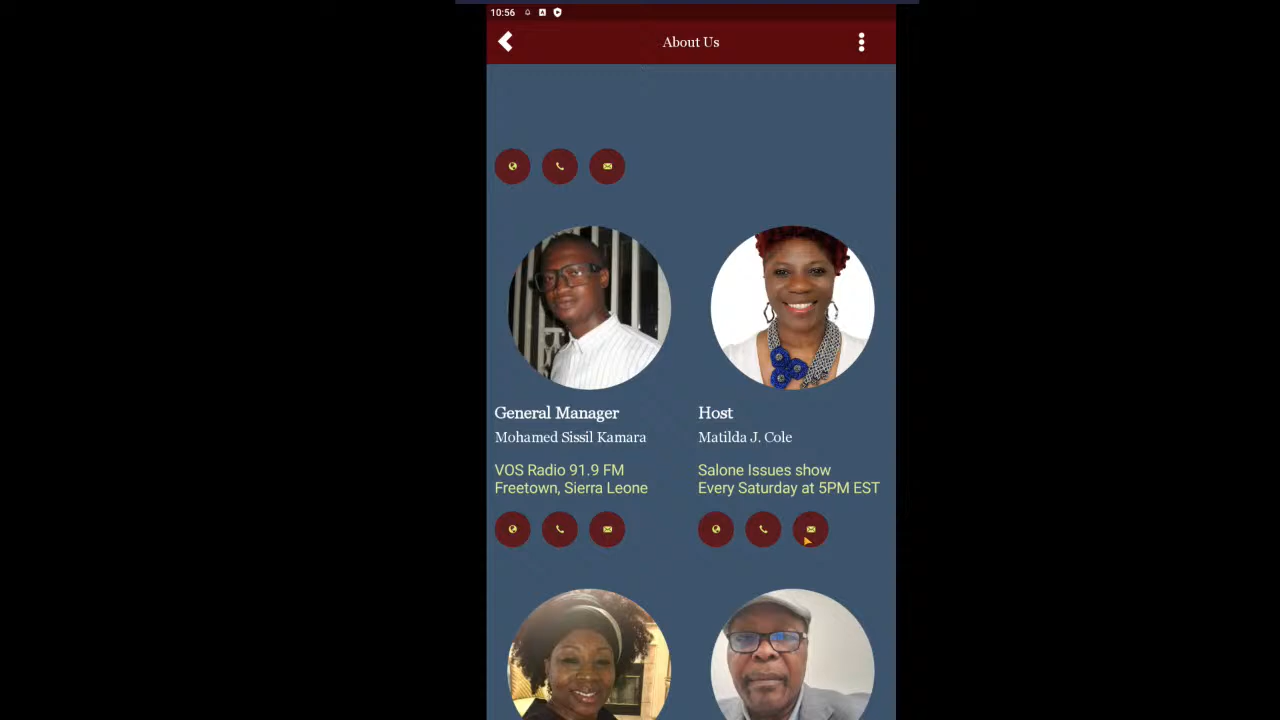 10:56
About Us
General Manager
Mohamed Sissil Kamara
VOS Radio 91.9 FM
Freetown, Sierra Leone
Host
Matilda J. Cole
Salone Issues show
Every Saturday at 5PM EST